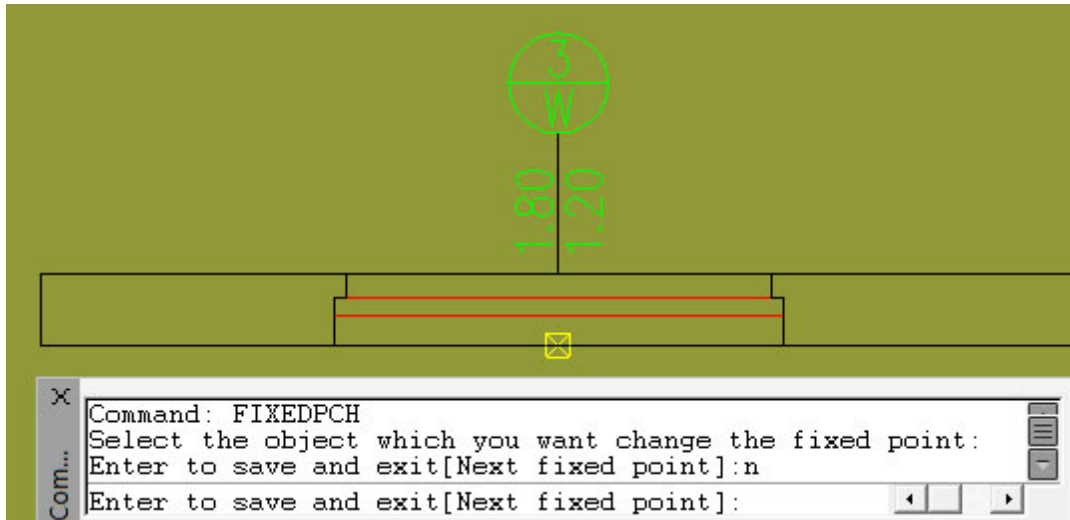 3
W
1.80
1.20
Command: FIXEDPCH
Select the object which you want change the fixed point:
Enter to save and exit[Next fixed point]:n
Enter to save and exit[Next fixed point]:
Com...